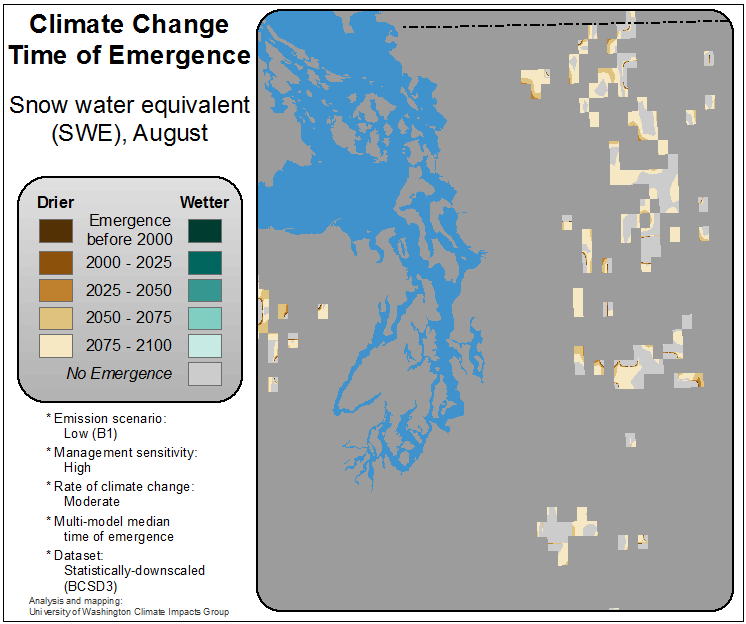 Climate Change
Time of Emergence
Snow water equivalent
(SWE), August
Drier Wetter
Emergence
before 2000
2000 - 2025
2025 - 2050
2050 - 2075
2075 - 2100
No Emergence
* Emission scenario:
Low (B1)
* Management sensitivity:
High
* Rate of climate change:
Moderate
* Multi-model median
time of emergence
* Dataset:
Statistically-downscaled
(BCSD3)
Analysis and mapping:
University of Washington Climate Impacts Group